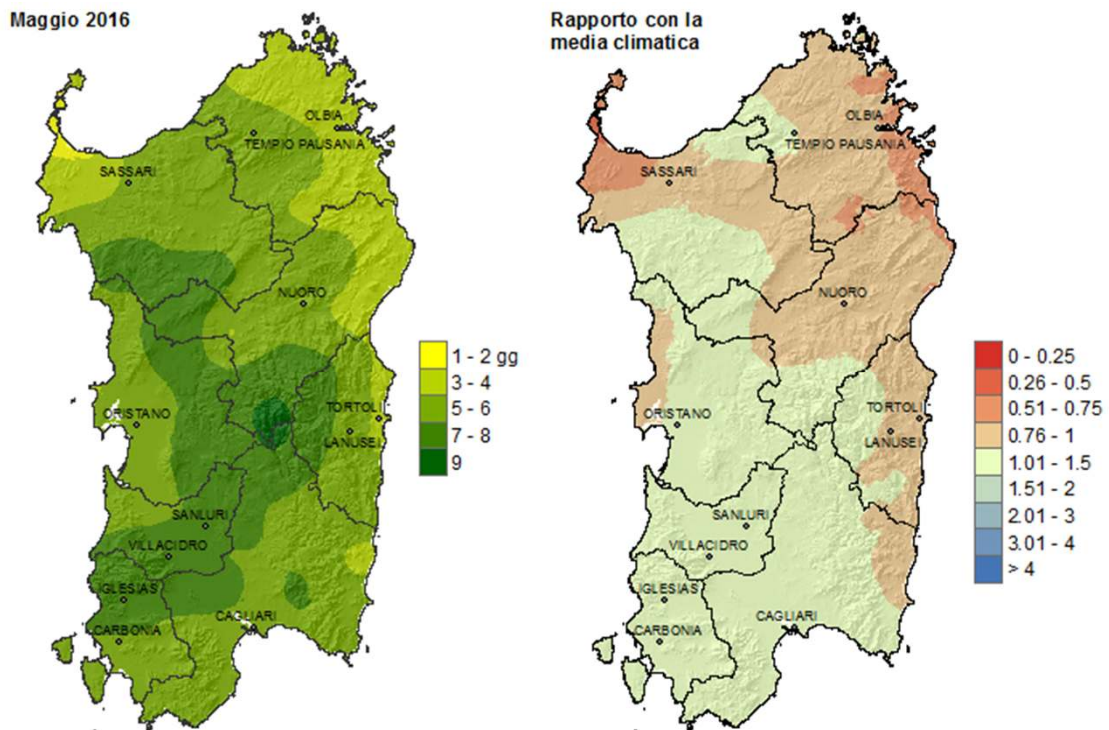 Maggio 2016
OLBIA
TEMPIO PAUSANIA
SASSARI
NUORO
ORISTANO
TORTOLI
LANUSEI
SANLURI
VILLACIDRO
IGLESIAS
CAGLIARI
CARBONIA
1 - 2 gg
3 - 4
5 - 6
7 - 8
9
Rapporto con la
media climatica
OLBIA
TEMPIO PAUSANIA
SASSARI
NUORO
ORISTANO
TORTOLI
LANUSEI
SANLURI
VILLACIDRO
IGLESIAS
CAGLIARI
CARBONIA
0 - 0.25
0.26 - 0.5
0.51 - 0.75
0.76 - 1
1.01 - 1.5
1.51 - 2
2.01 - 3
3.01 - 4
> 4